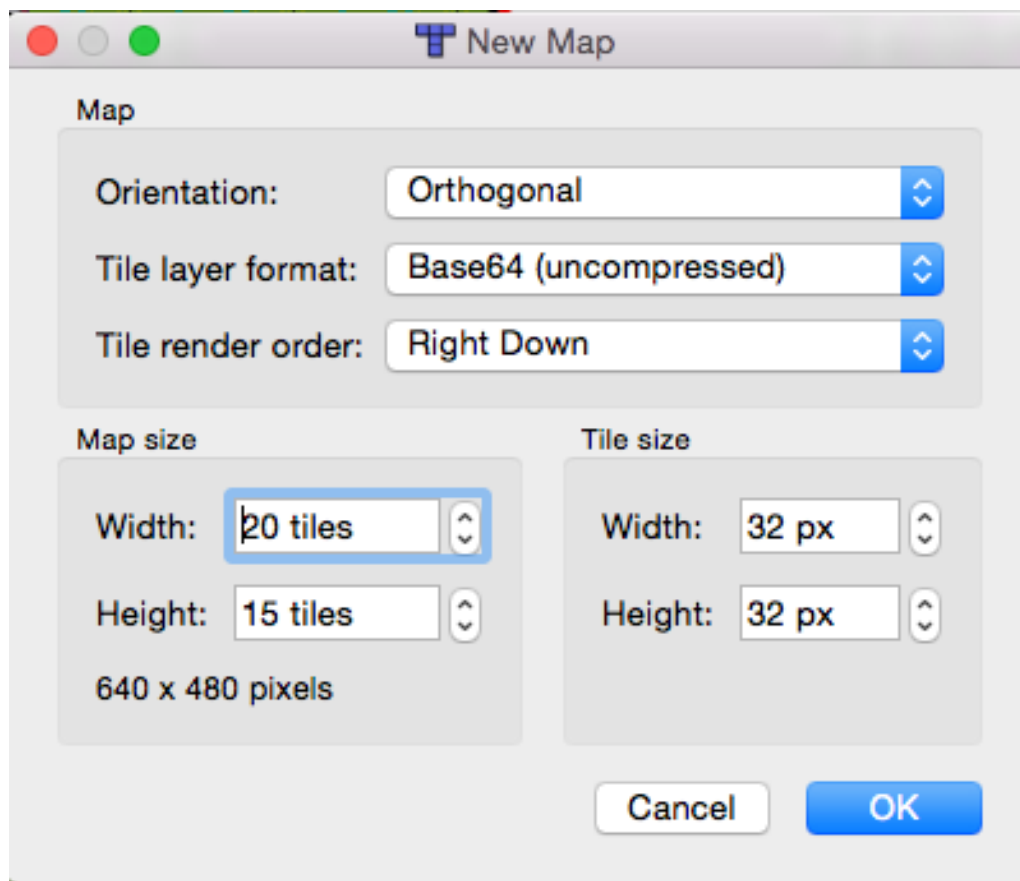 New Map
Map
Orientation: Orthogonal
Tile layer format: Base64 (uncompressed)
Tile render order: Right Down
Map size
Width: 20 tiles
Height: 15 tiles
640 x 480 pixels
Tile size
Width: 32 px
Height: 32 px
Cancel OK